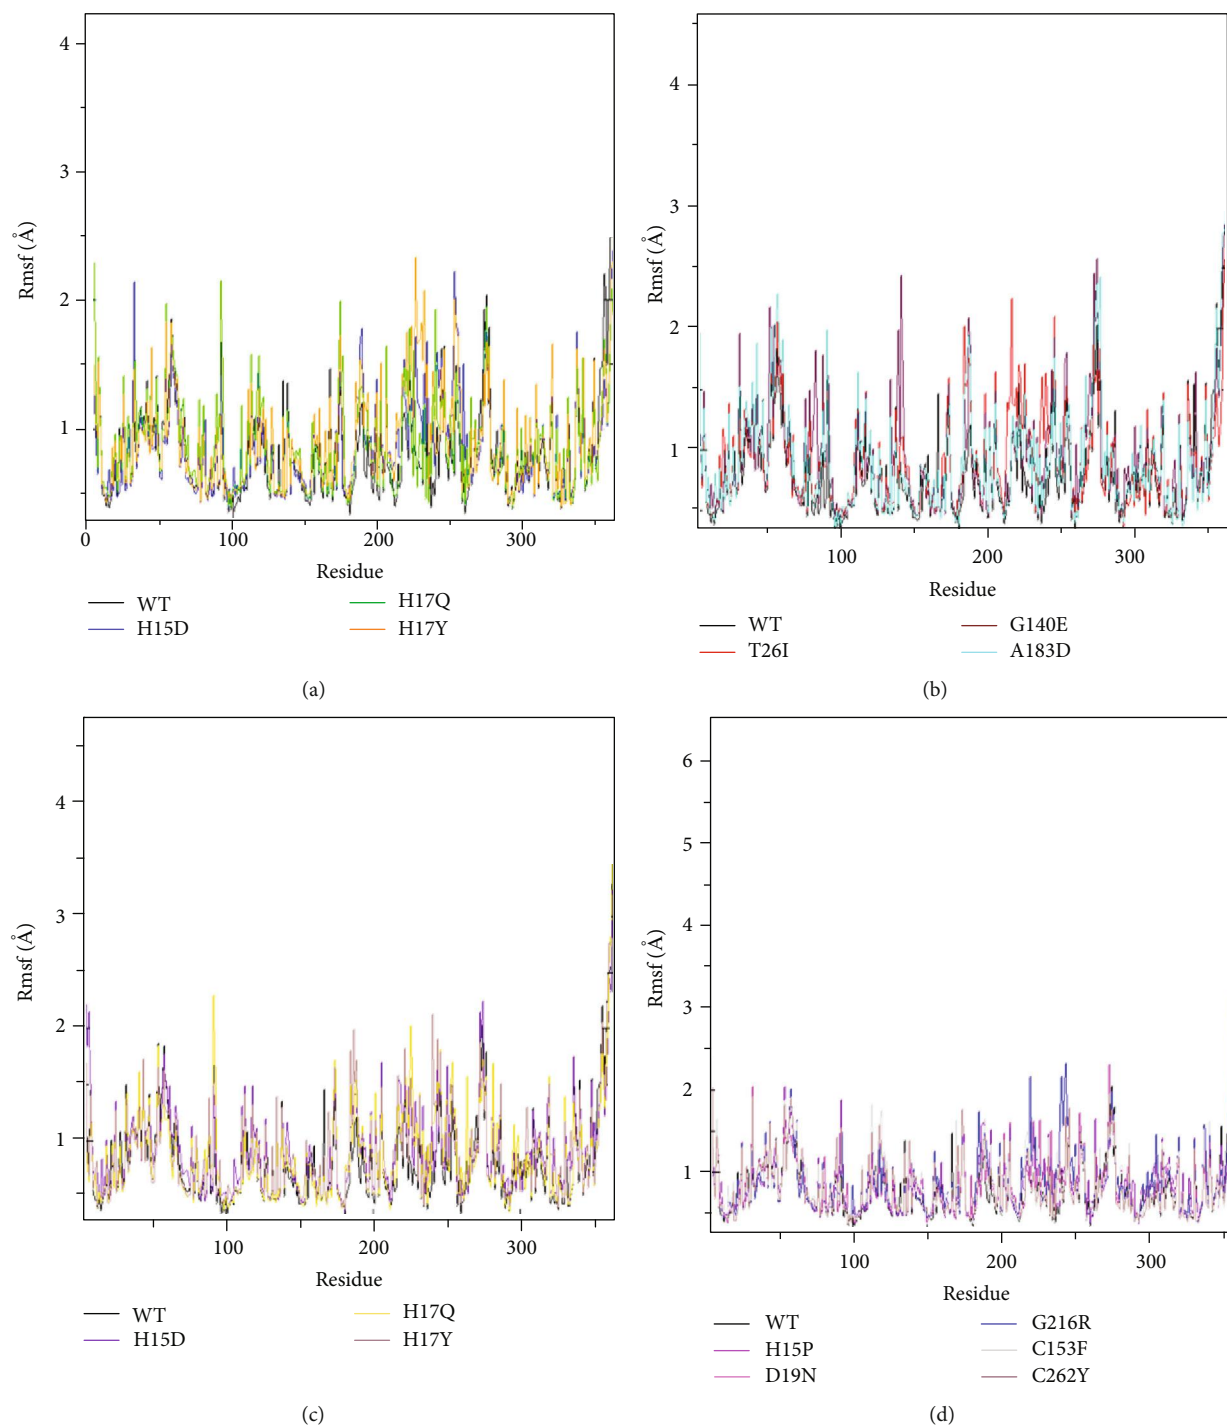 4
3
2
1
Rmsf (Å)
0
100
200
300
Residue
WT
H17Q
H15D
H17Y
(a)
4
3
2
1
Rmsf (Å)
100
200
300
Residue
WT
G140E
T26I
A183D
(b)
4
3
2
1
Rmsf (Å)
100
200
300
Residue
WT
H17Q
H15D
H17Y
(c)
6
5
4
3
2
1
Rmsf (Å)
100
200
300
Residue
WT
G216R
H15P
C153F
D19N
C262Y
(d)